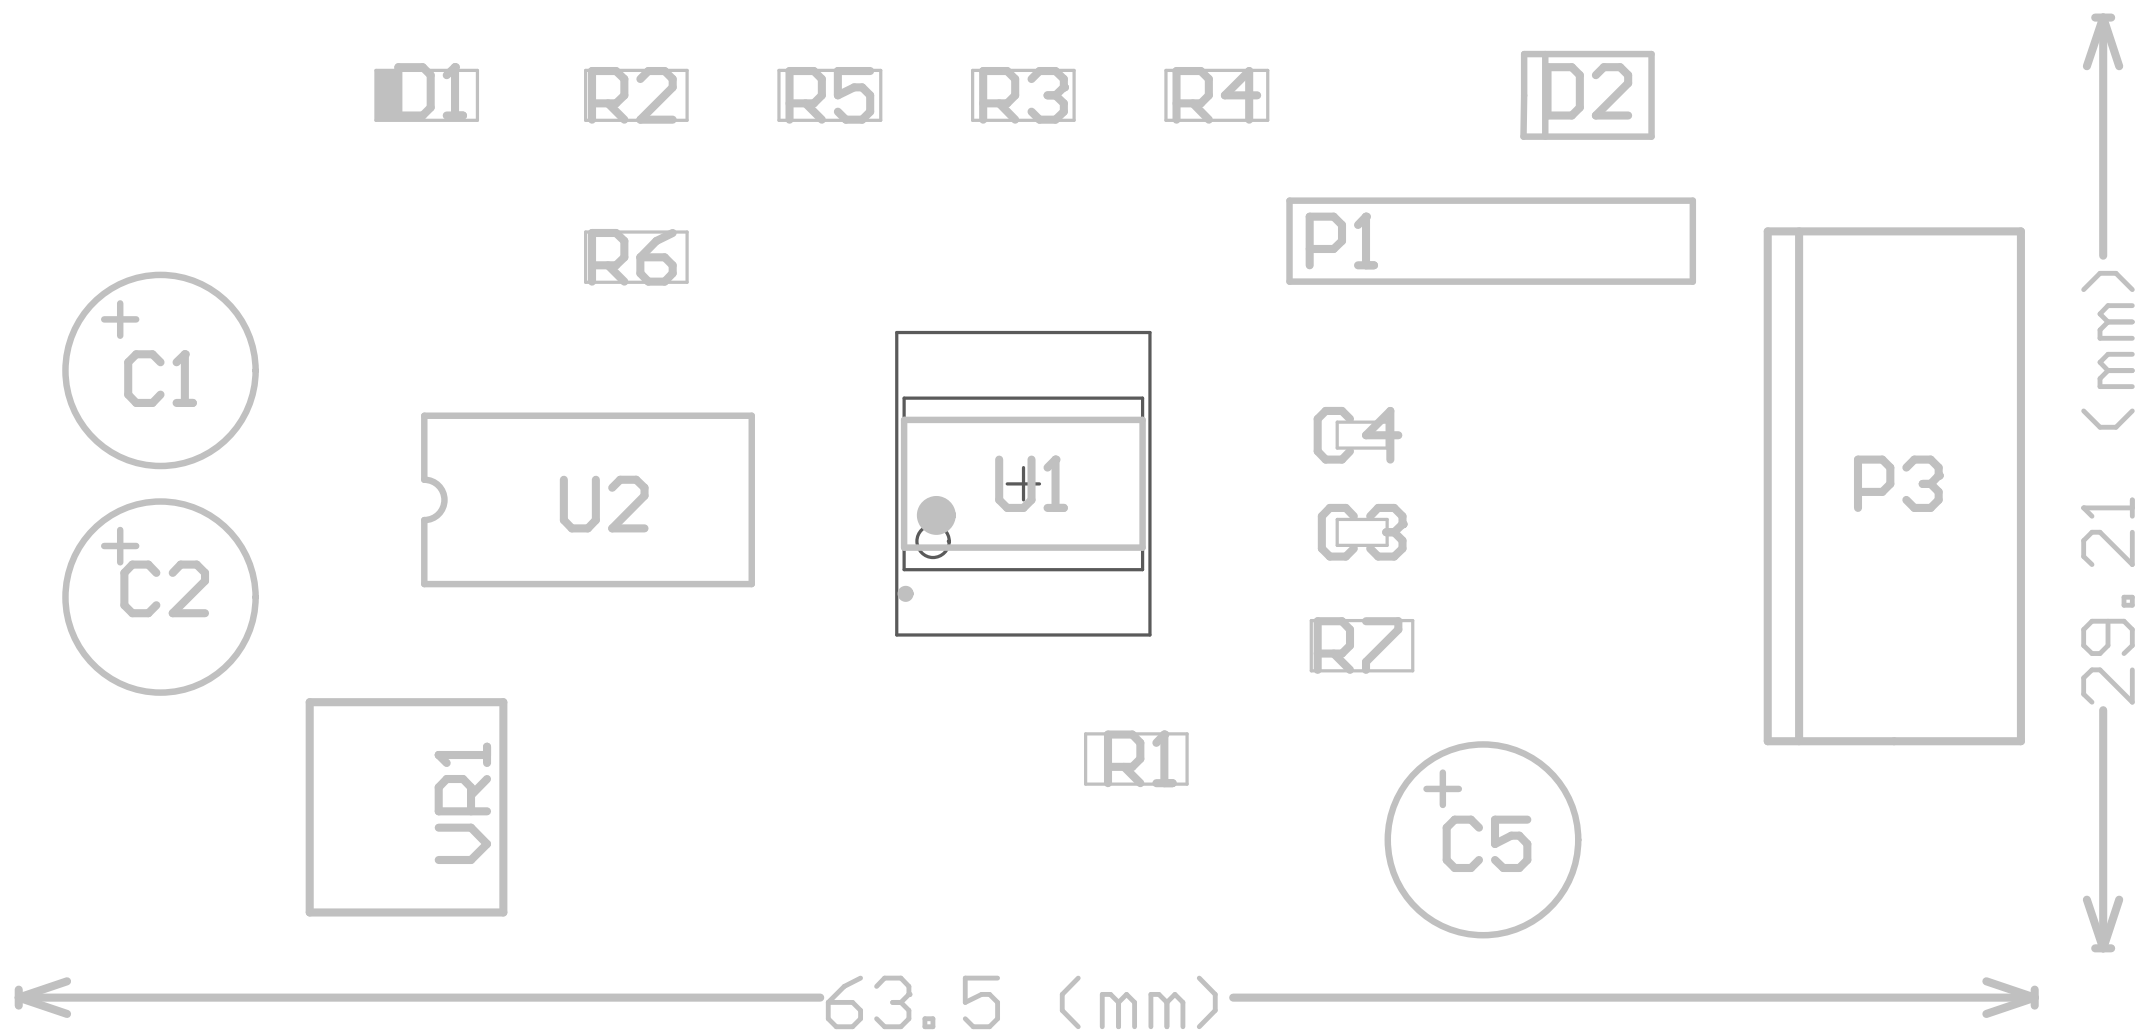 D1 R2 R5 R3 R4 D2
R6 P1
C1
C4
U2 U1 P3
C3
C2
R7
R1
VR1
C5
63.5 (mm)
29.21 (mm)